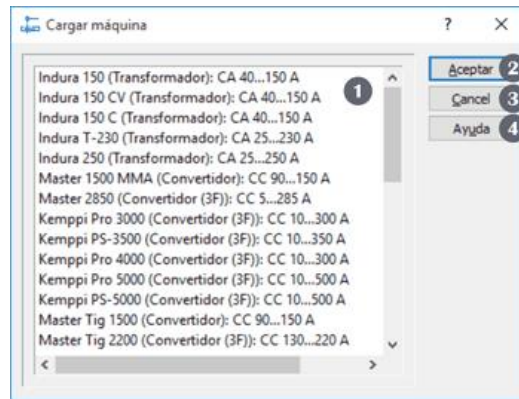 Cargar máquina ? ×
Indura 150 (Transformador): CA 40...150 A
Indura 150 CV (Transformador): CA 40...150 A
Indura 150 C (Transformador): CA 40...150 A
Indura T-230 (Transformador): CA 25...230 A
Indura 250 (Transformador): CA 25...250 A
Master 1500 MMA (Convertidor): CC 90...150 A
Master 2850 (Convertidor (3F)): CC 5...285 A
Kemppi Pro 3000 (Convertidor (3F)): CC 10...300 A
Kemppi PS-3500 (Convertidor (3F)): CC 10...350 A
Kemppi Pro 4000 (Convertidor (3F)): CC 10...300 A
Kemppi Pro 5000 (Convertidor (3F)): CC 10...500 A
Kemppi PS-5000 (Convertidor (3F)): CC 10...500 A
Master Tig 1500 (Convertidor): CC 90...150 A
Master Tig 2200 (Convertidor (3F)): CC 130...220 A
1
Aceptar 2
Cancel 3
Ayuda 4